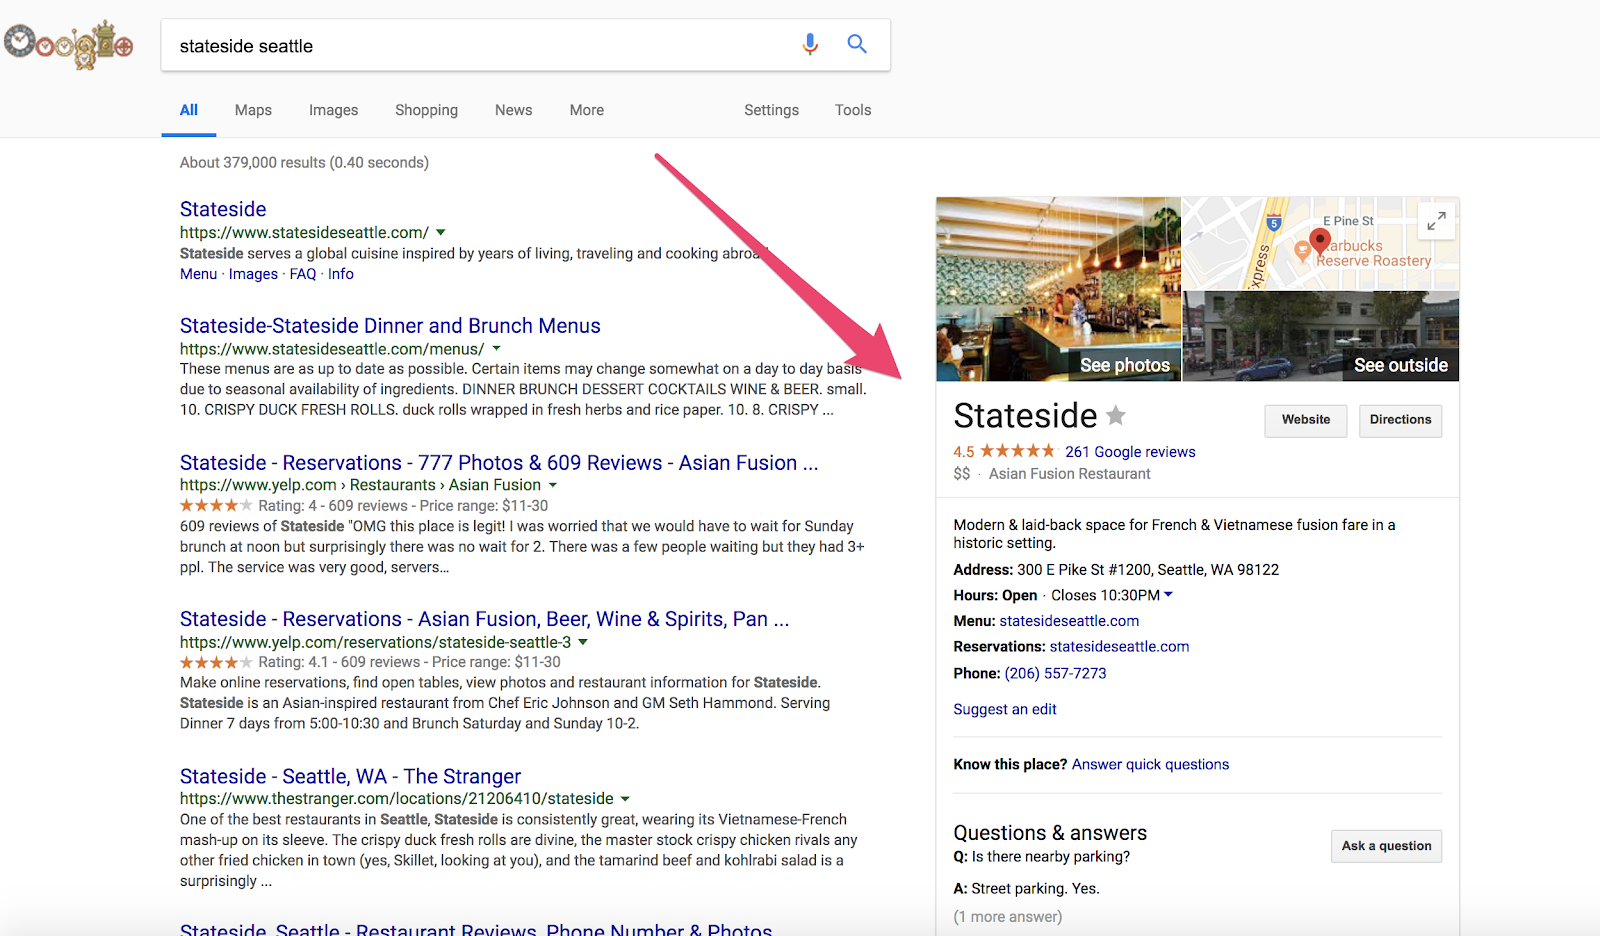 Google
stateside seattle
All Maps Images Shopping News More Settings Tools
About 379,000 results (0.40 seconds)
Stateside
https://www.statesideseattle.com/
Stateside serves a global cuisine inspired by years of living, traveling and cooking abroad
Menu · Images · FAQ · Info
Stateside-Stateside Dinner and Brunch Menus
https://www.statesideseattle.com/menus/
These menus are as up to date as possible. Certain items may change somewhat on a day to day basis
due to seasonal availability of ingredients. DINNER BRUNCH DESSERT COCKTAILS WINE & BEER. small.
10. CRISPY DUCK FRESH ROLLS. duck rolls wrapped in fresh herbs and rice paper. 10. 8. CRISPY ...
Stateside - Reservations - 777 Photos & 609 Reviews - Asian Fusion ...
https://www.yelp.com › Restaurants › Asian Fusion
Rating: 4 - 609 reviews - Price range: $11-30
609 reviews of Stateside "OMG this place is legit! I was worried that we would have to wait for Sunday
brunch at noon but surprisingly there was no wait for 2. There was a few people waiting but they had 3+
ppl. The service was very good, servers...
Stateside - Reservations - Asian Fusion, Beer, Wine & Spirits, Pan ...
https://www.yelp.com/reservations/stateside-seattle-3
Rating: 4.1 - 609 reviews - Price range: $11-30
Make online reservations, find open tables, view photos and restaurant information for Stateside.
Stateside is an Asian-inspired restaurant from Chef Eric Johnson and GM Seth Hammond. Serving
Dinner 7 days from 5:00-10:30 and Brunch Saturday and Sunday 10-2.
Stateside - Seattle, WA - The Stranger
https://www.thestranger.com/locations/21206410/stateside
One of the best restaurants in Seattle, Stateside is consistently great, wearing its Vietnamese-French
mash-up on its sleeve. The crispy duck fresh rolls are divine, the master stock crispy chicken rivals any
other fried chicken in town (yes, Skillet, looking at you), and the tamarind beef and kohlrabi salad is a
surprisingly ...
Stateside, Seattle - Restaurant Reviews, Phone Number & Photos
See photos
5
E Pine St
xpress
arbucks
Reserve Roastery
See outside
Stateside
Website
Directions
4.5 261 Google reviews
$$ · Asian Fusion Restaurant
Modern & laid-back space for French & Vietnamese fusion fare in a
historic setting.
Address: 300 E Pike St #1200, Seattle, WA 98122
Hours: Open · Closes 10:30PM
Menu: statesideseattle.com
Reservations: statesideseattle.com
Phone: (206) 557-7273
Suggest an edit
Know this place? Answer quick questions
Questions & answers
Ask a question
Q: Is there nearby parking?
A: Street parking. Yes.
(1 more answer)